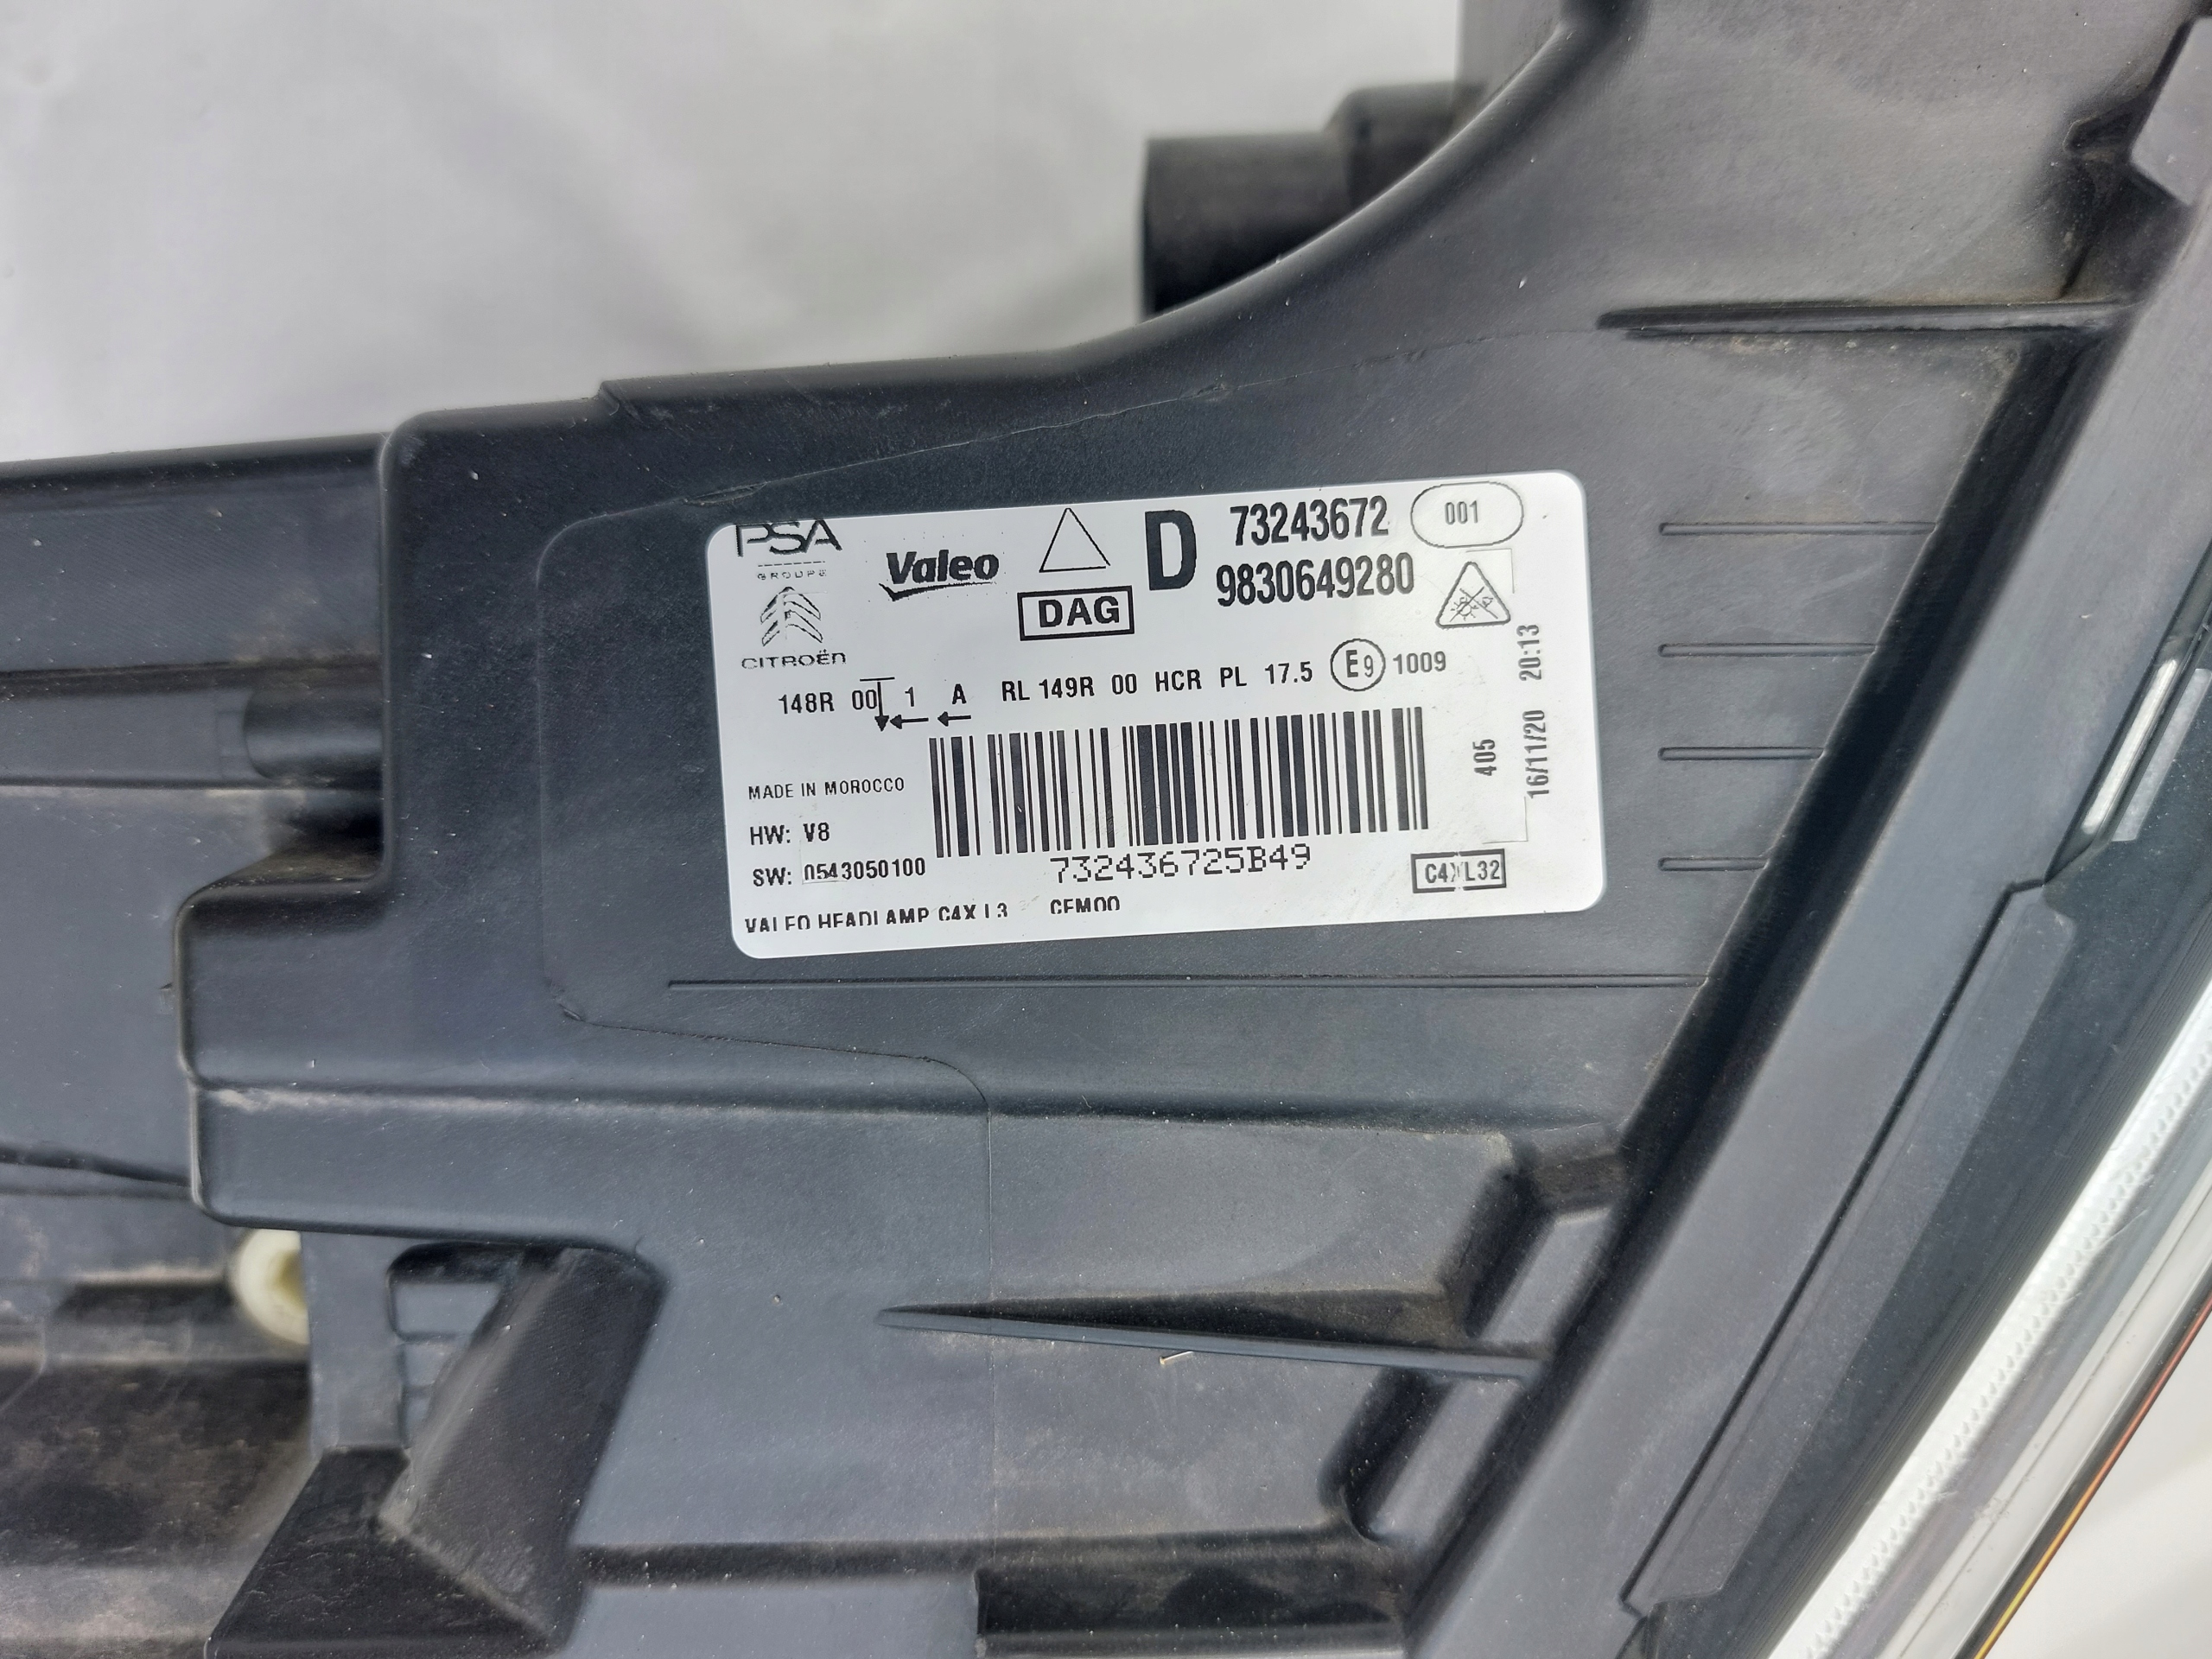 PSA
GROUPE
CITROËN
Valeo
DAG
D
73243672
001
9830649280
148R 00 1 A RL 149R 00 HCR PL 17.5 E9 1009
MADE IN MOROCCO
HW: V8
SW: 0543050100
732436725B49
405
16/11/20 20:13
C4XL32
VALEO HEADLAMP C4X L3